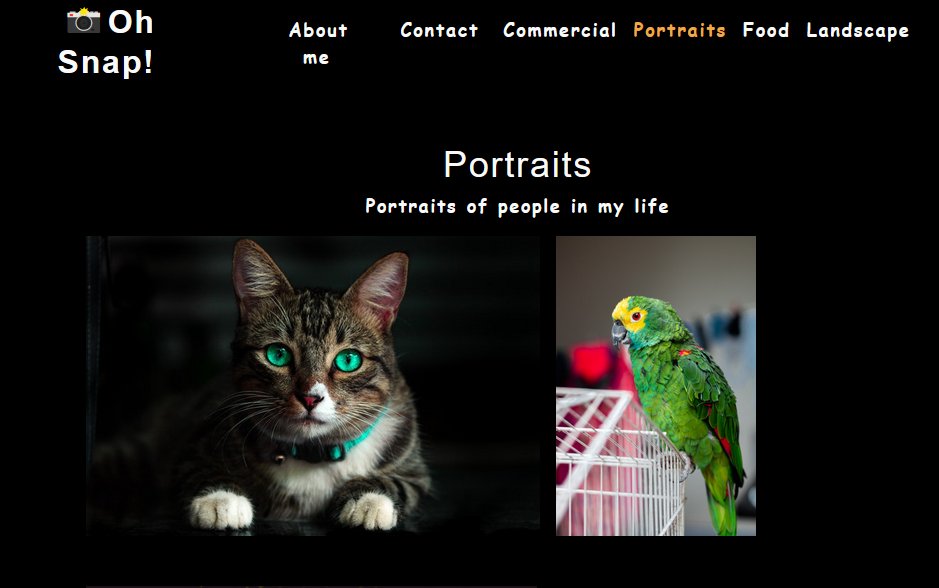 📸Oh
Snap!
About
me
Contact
Commercial
Portraits
Food
Landscape
Portraits
Portraits of people in my life